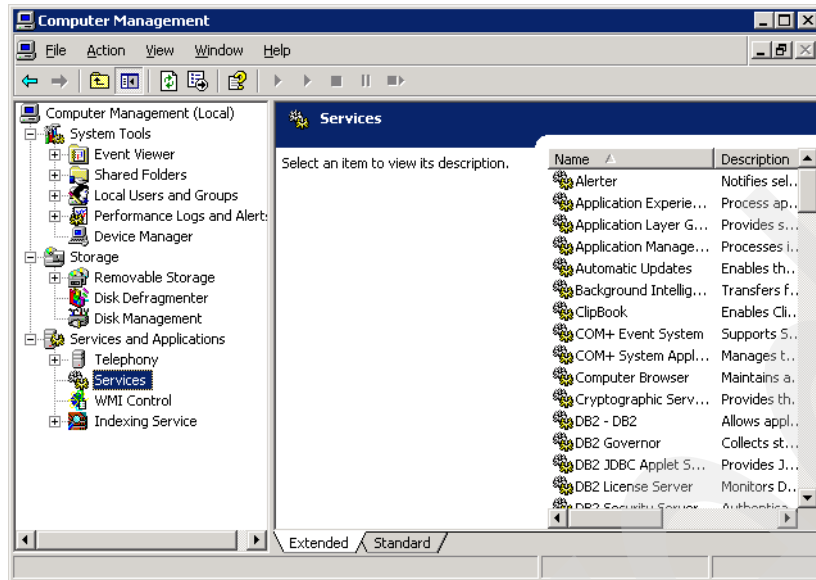 Computer Management
File Action View Window Help
Computer Management (Local)
System Tools
Event Viewer
Shared Folders
Local Users and Groups
Performance Logs and Alert
Device Manager
Storage
Removable Storage
Disk Defragmenter
Disk Management
Services and Applications
Telephony
Services
WMI Control
Indexing Service
Services
Select an item to view its description.
Name Description
Alerter Notifies sel..
Application Experie... Process ap...
Application Layer G... Provides s...
Application Manage... Processes i...
Automatic Updates Enables th..
Background Intellig... Transfers f...
ClipBook Enables Cli...
COM+ Event System Supports S...
COM+ System Appl... Manages t...
Computer Browser Maintains a.
Cryptographic Serv... Provides th.
DB2 - DB2 Allows appl...
DB2 Governor Collects st...
DB2 JDBC Applet S... Provides J...
DB2 License Server Monitors D...
DB2 Security Server Authentica
Extended Standard